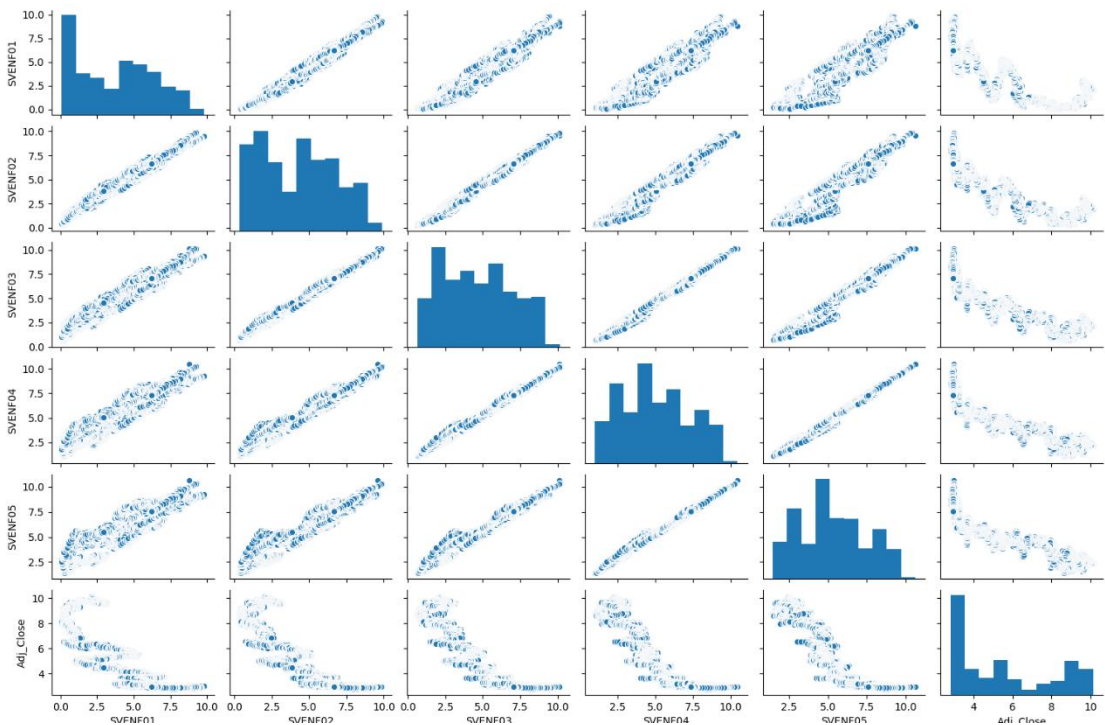 SVENF01
10.0
7.5
5.0
2.5
0.0
SVENF02
10.0
7.5
5.0
2.5
0.0
SVENF03
10.0
7.5
5.0
2.5
0.0
SVENF04
10.0
7.5
5.0
2.5
SVENF05
10.0
7.5
5.0
2.5
Adj_Close
10
8
6
4
0.0 2.5 5.0 7.5 10.0
0.0 2.5 5.0 7.5 10.0
0.0 2.5 5.0 7.5 10.0
2.5 5.0 7.5 10.0
2.5 5.0 7.5 10.0
4 6 8 10
SVENF01 SVENF02 SVENF03 SVENF04 SVENF05 Adj_Close